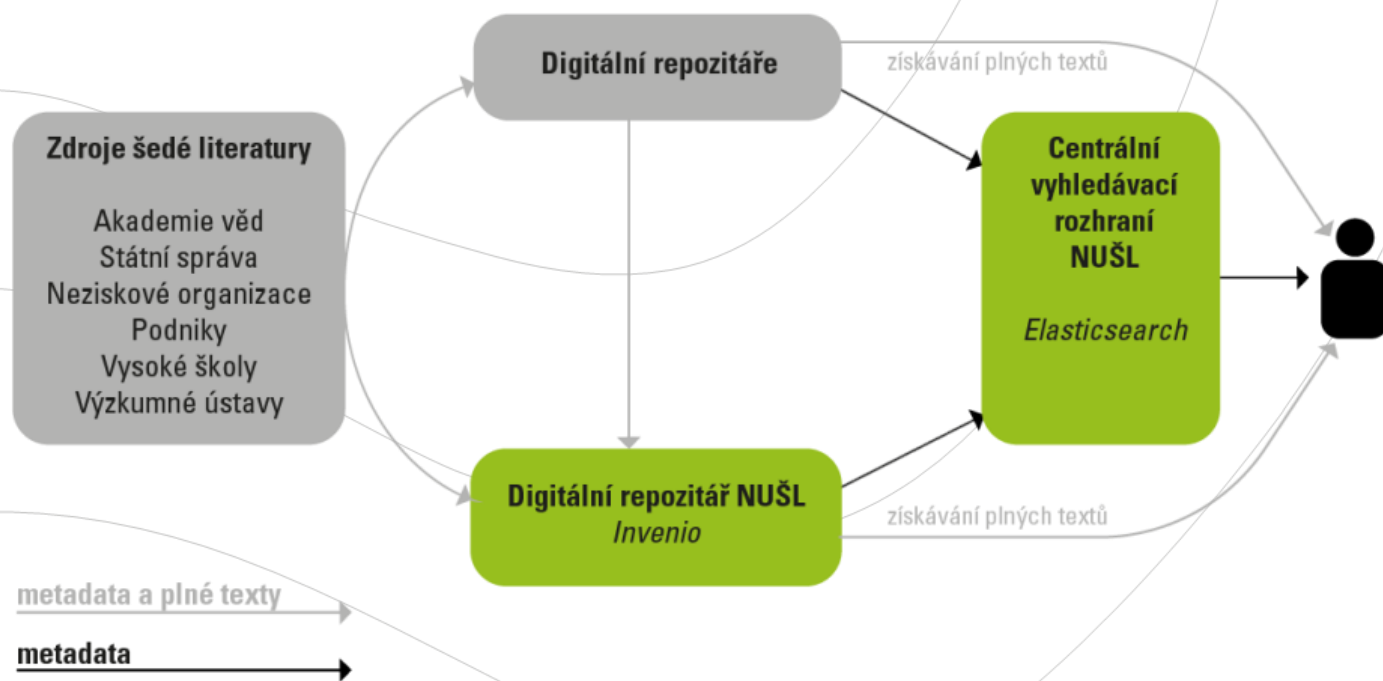 Digitální repozitáře
získávání plných textů
Zdroje šedé literatury
Akademie věd
Státní správa
Neziskové organizace
Podniky
Vysoké školy
Výzkumné ústavy
Centrální
vyhledávací
rozhraní
NUŠL
Elasticsearch
Digitální repozitář NUŠL
Invenio
získávání plných textů
metadata a plné texty
metadata